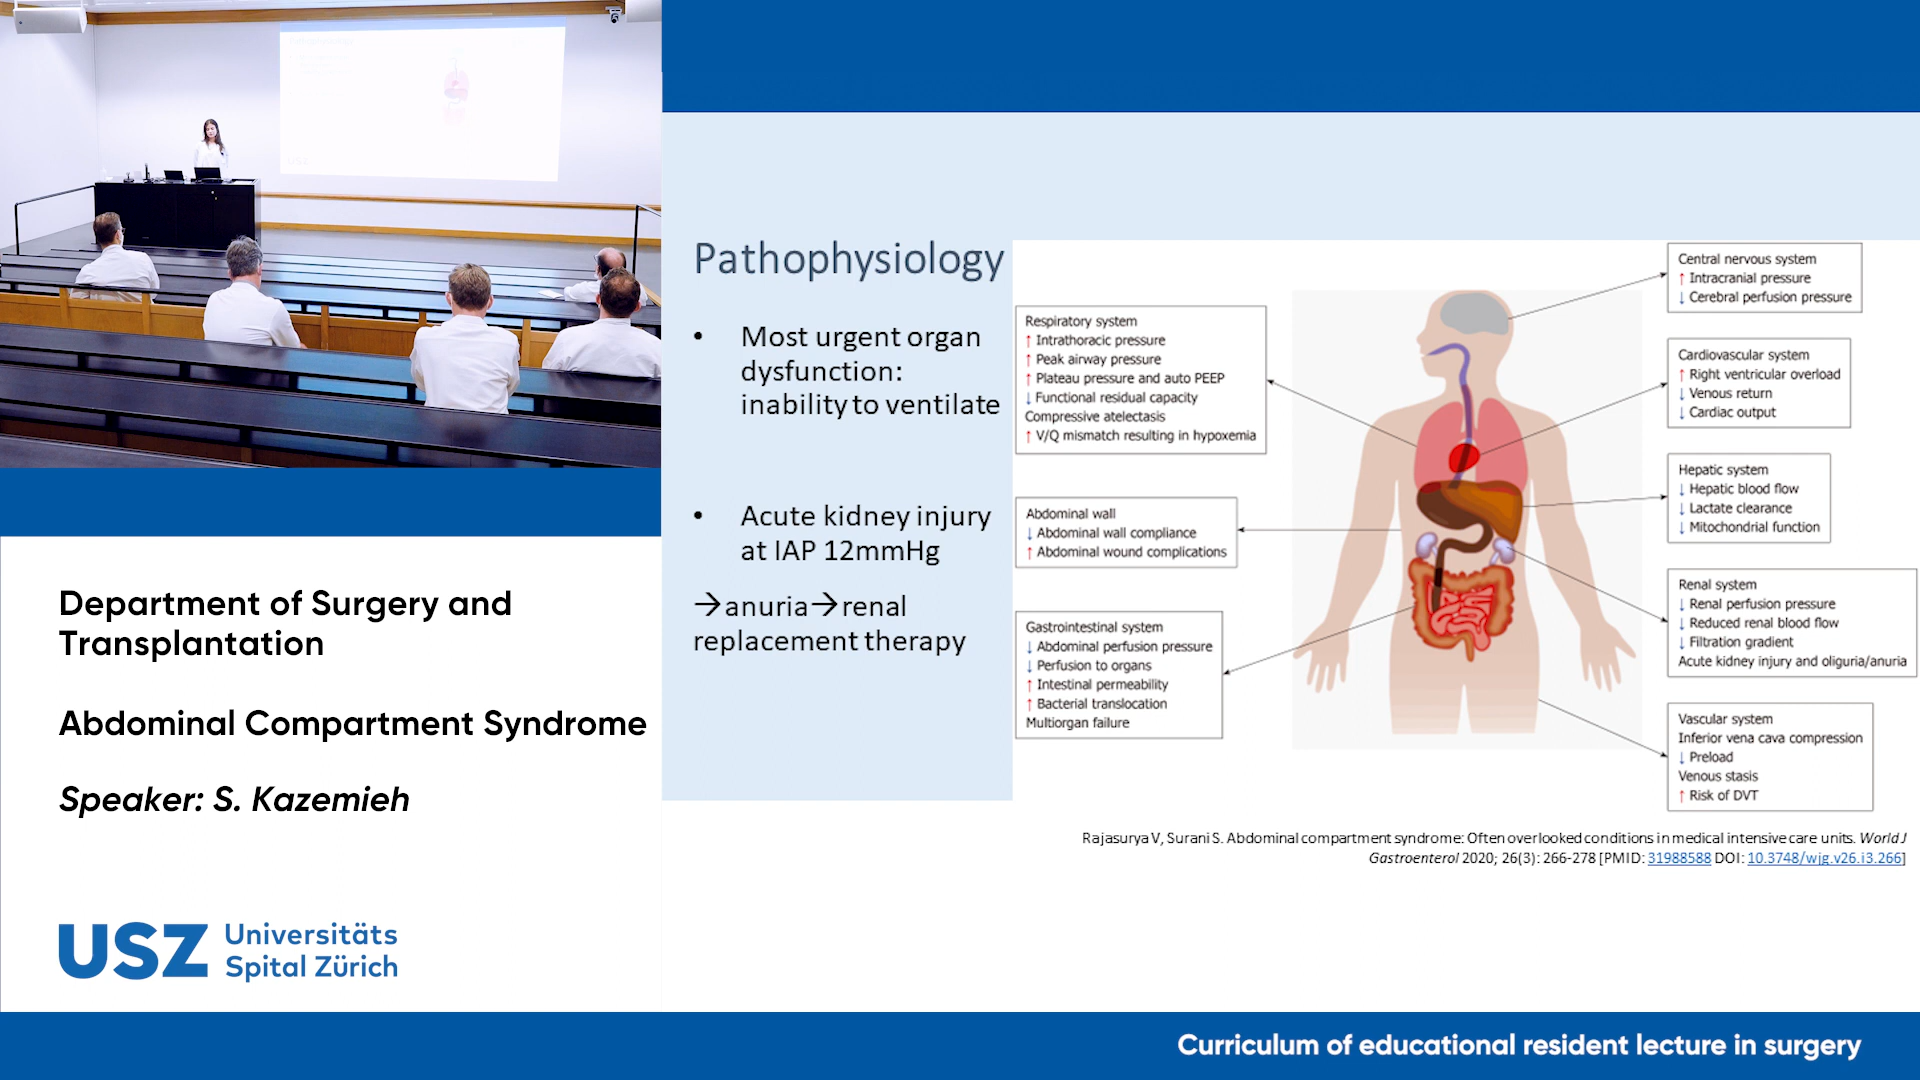 Pathophysiology
• Most urgent organ
dysfunction:
inability to ventilate
• Acute kidney injury
at IAP 12mmHg
→anuria→renal
replacement therapy
Respiratory system
↑ Intrathoracic pressure
↑ Peak airway pressure
↑ Plateau pressure and auto PEEP
↓ Functional residual capacity
Compressive atelectasis
↑ V/Q mismatch resulting in hypoxemia
Abdominal wall
↓ Abdominal wall compliance
↑ Abdominal wound complications
Gastrointestinal system
↓ Abdominal perfusion pressure
↓ Perfusion to organs
↑ Intestinal permeability
↑ Bacterial translocation
Multiorgan failure
Central nervous system
↑ Intracranial pressure
↓ Cerebral perfusion pressure
Cardiovascular system
↑ Right ventricular overload
↓ Venous return
↓ Cardiac output
Hepatic system
↓ Hepatic blood flow
↓ Lactate clearance
↓ Mitochondrial function
Renal system
↓ Renal perfusion pressure
↓ Reduced renal blood flow
↓ Filtration gradient
Acute kidney injury and oliguria/anuria
Vascular system
Inferior vena cava compression
↓ Preload
Venous stasis
↑ Risk of DVT
Rajasurya V, Surani S. Abdominal compartment syndrome: Often overlooked conditions in medical intensive care units. World J
Gastroenterol 2020; 26(3): 266-278 [PMID: 31988588 DOI: 10.3748/wjg.v26.i3.266]
Department of Surgery and
Transplantation
Abdominal Compartment Syndrome
Speaker: S. Kazemieh
USZ Universitäts
Spital Zürich
Curriculum of educational resident lecture in surgery